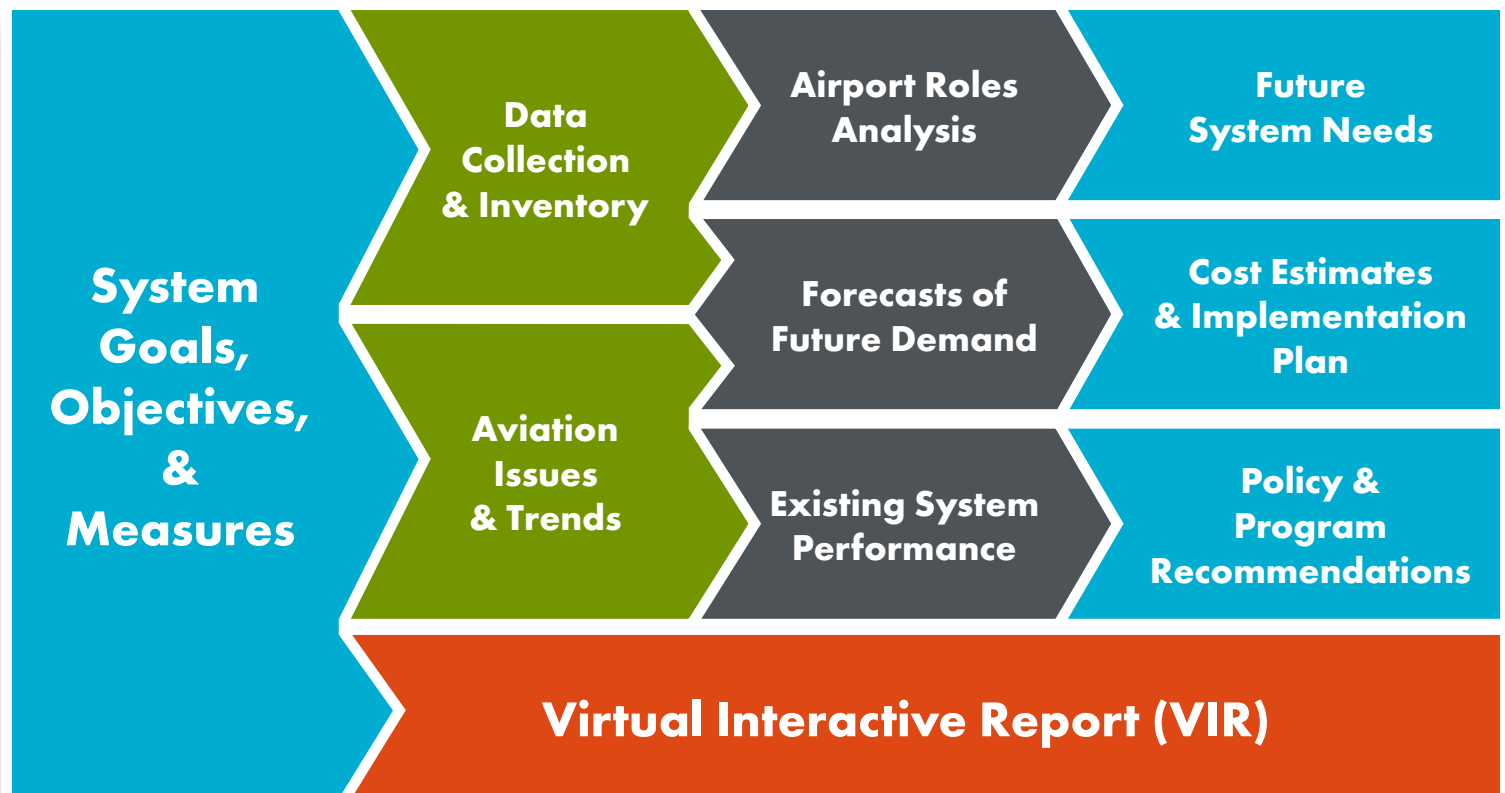 System
Goals,
Objectives,
&
Measures
Data
Collection
& Inventory
Aviation
Issues
& Trends
Airport Roles
Analysis
Forecasts of
Future Demand
Existing System
Performance
Future
System Needs
Cost Estimates
& Implementation
Plan
Policy &
Program
Recommendations
Virtual Interactive Report (VIR)